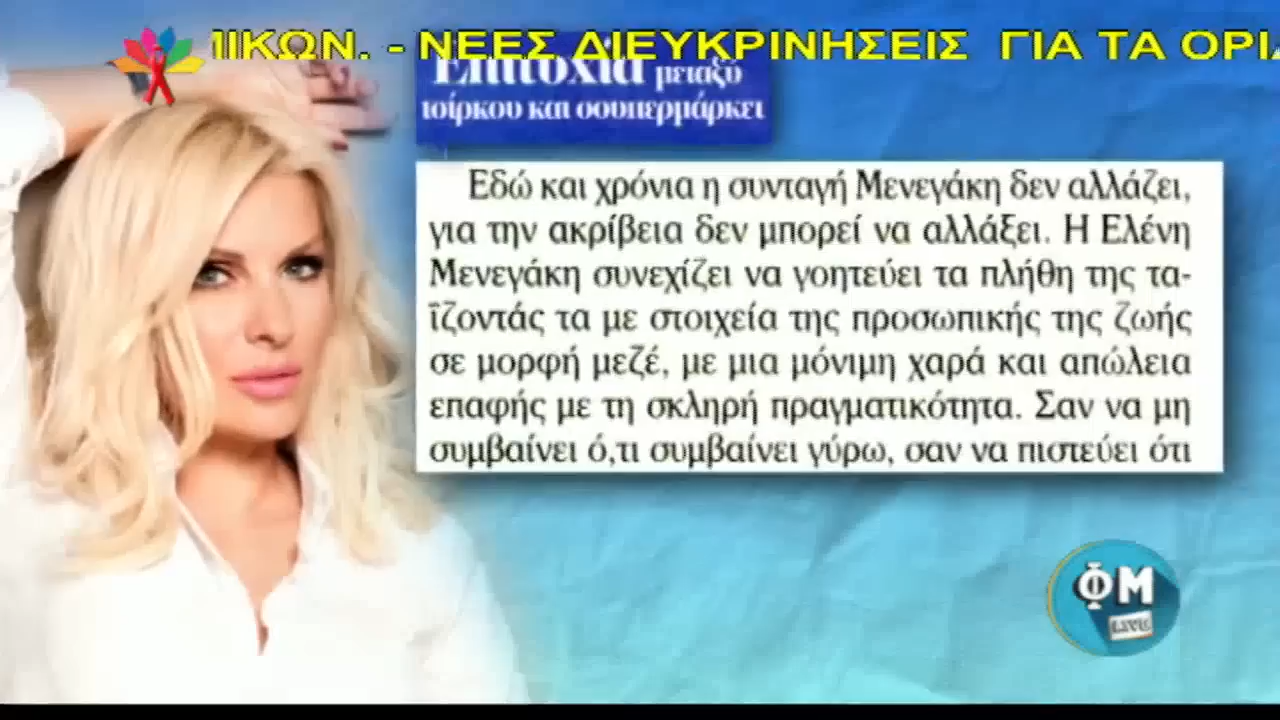 ΝΕΕΣ ΔΙΕΥΚΡΙΝΗΣΕΙΣ ΓΙΑ ΤΑ ΟΡΙ
Επιτυχία μεταξύ
τσίρκου και σουπερμάρκετ
Εδώ και χρόνια η συνταγή Μενεγάκη δεν αλλάζει,
για την ακρίβεια δεν μπορεί να αλλάξει. Η Ελένη
Μενεγάκη συνεχίζει να γοητεύει τα πλήθη της τα-
ΐζοντάς τα με στοιχεία της προσωπικής της ζωής
σε μορφή μεζέ, με μια μόνιμη χαρά και απώλεια
επαφής με τη σκληρή πραγματικότητα. Σαν να μη
συμβαίνει ό,τι συμβαίνει γύρω, σαν να πιστεύει ότι
ΦΜ
LIVE